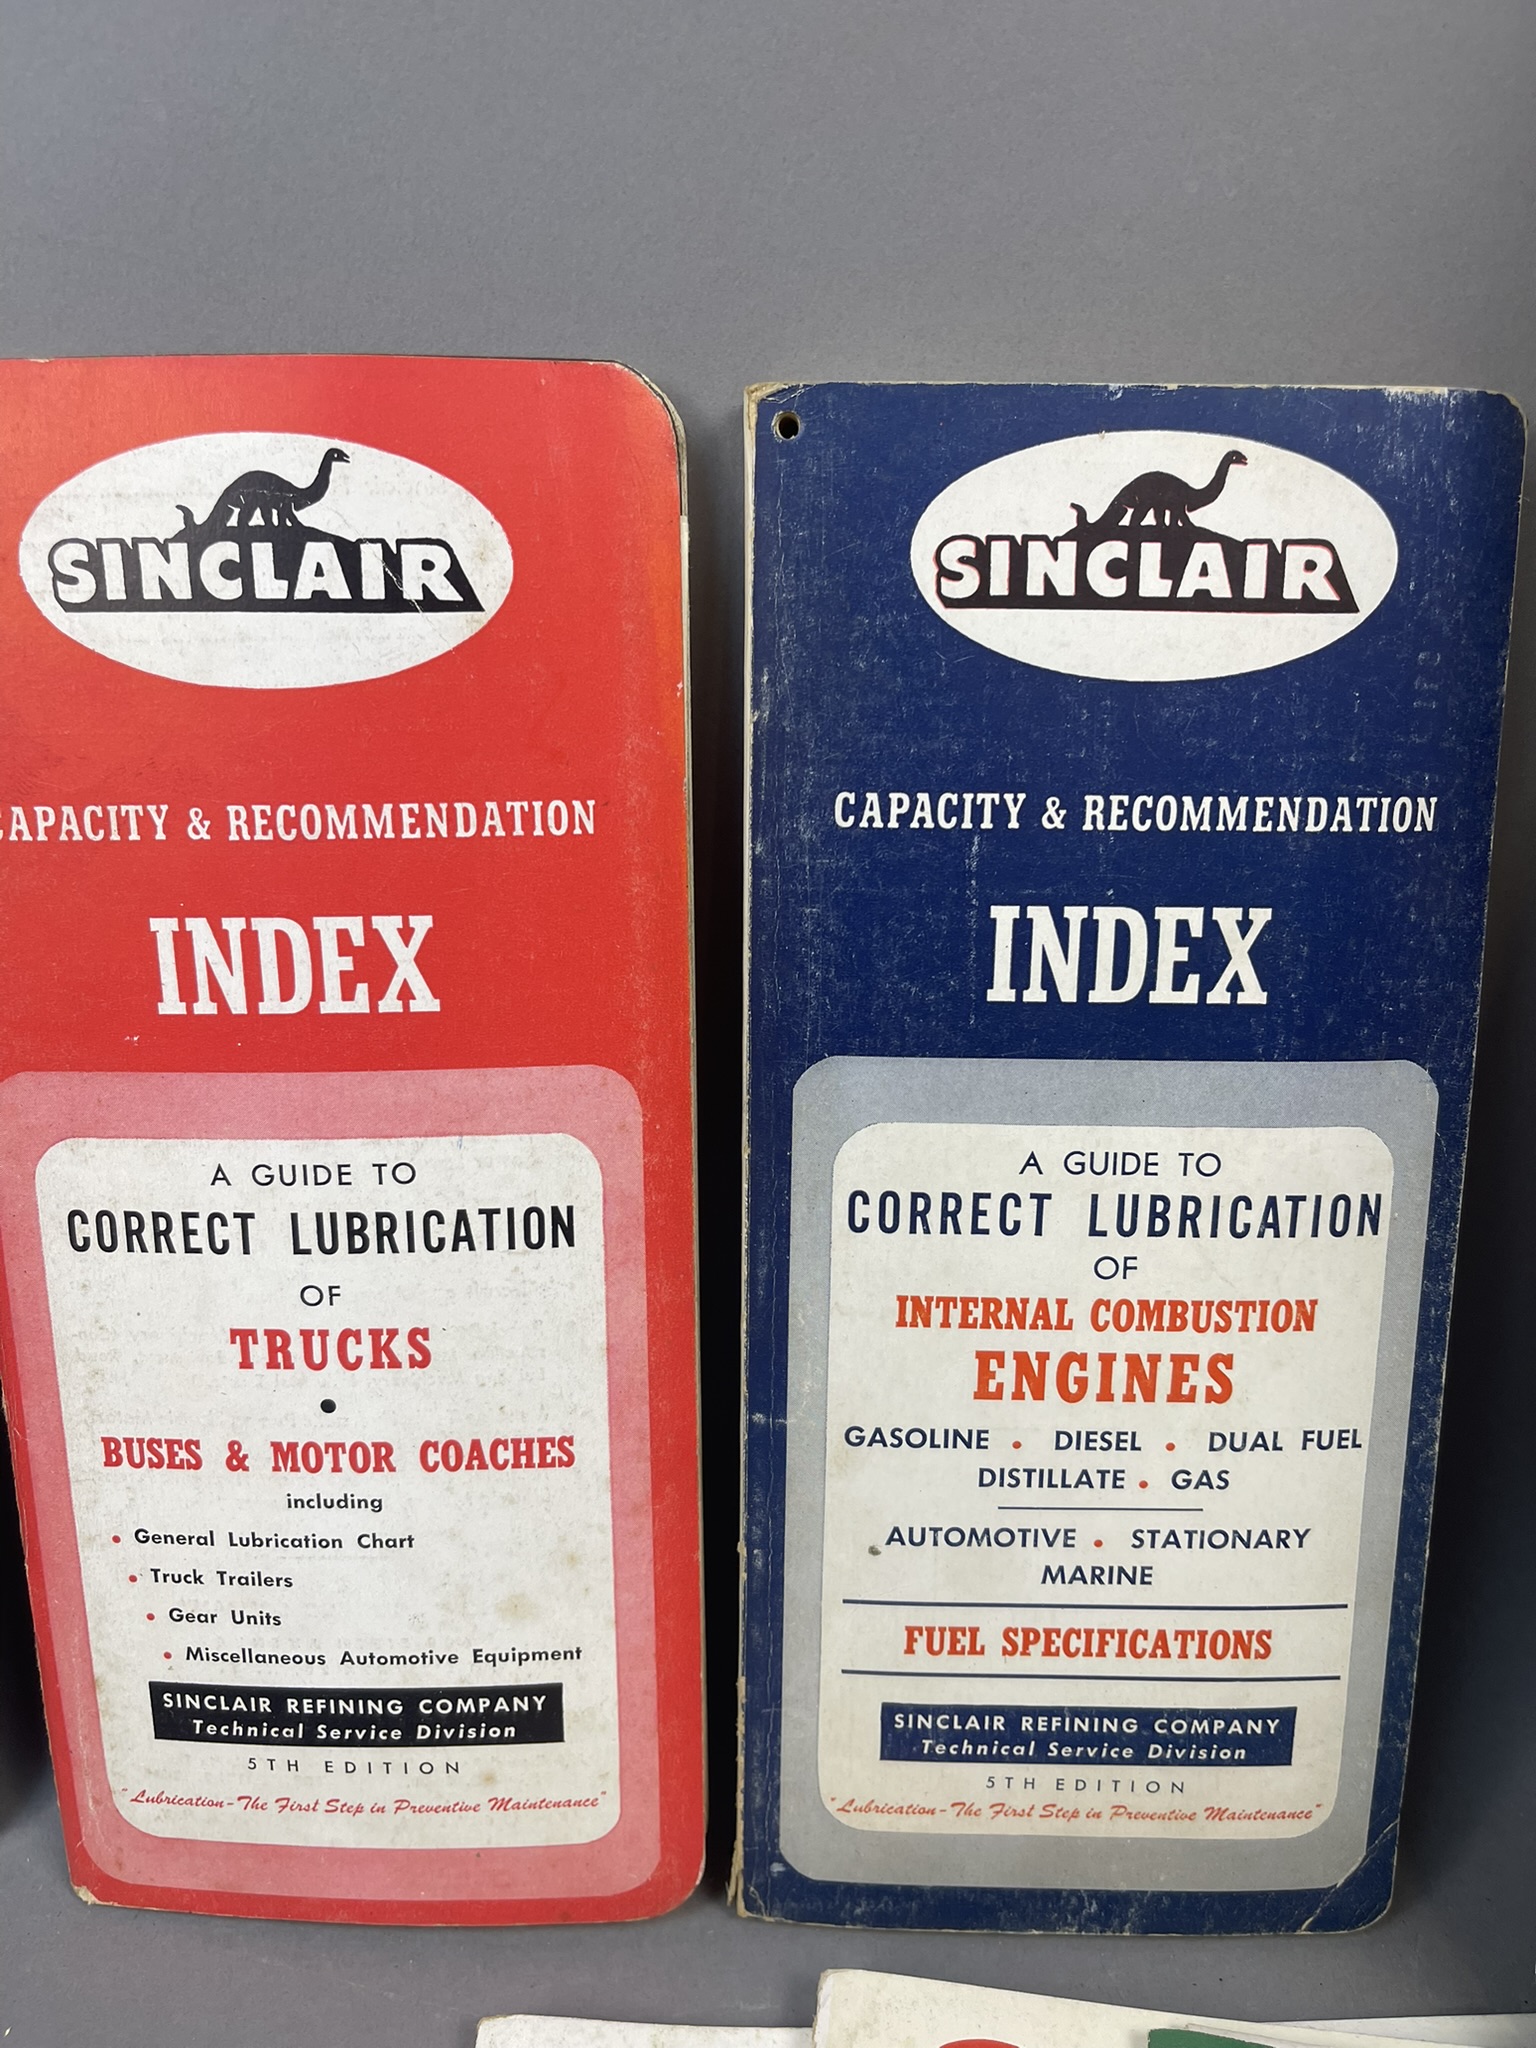 SINCLAIR
CAPACITY & RECOMMENDATION
INDEX
A GUIDE TO
CORRECT LUBRICATION
OF
TRUCKS
•
BUSES & MOTOR COACHES
including
• General Lubrication Chart
• Truck Trailers
• Gear Units
• Miscellaneous Automotive Equipment
SINCLAIR REFINING COMPANY
Technical Service Division
5TH EDITION
"Lubrication-The First Step in Preventive Maintenance"
SINCLAIR
CAPACITY & RECOMMENDATION
INDEX
A GUIDE TO
CORRECT LUBRICATION
OF
INTERNAL COMBUSTION
ENGINES
GASOLINE • DIESEL • DUAL FUEL
DISTILLATE • GAS
AUTOMOTIVE • STATIONARY
MARINE
FUEL SPECIFICATIONS
SINCLAIR REFINING COMPANY
Technical Service Division
5TH EDITION
"Lubrication-The First Step in Preventive Maintenance"